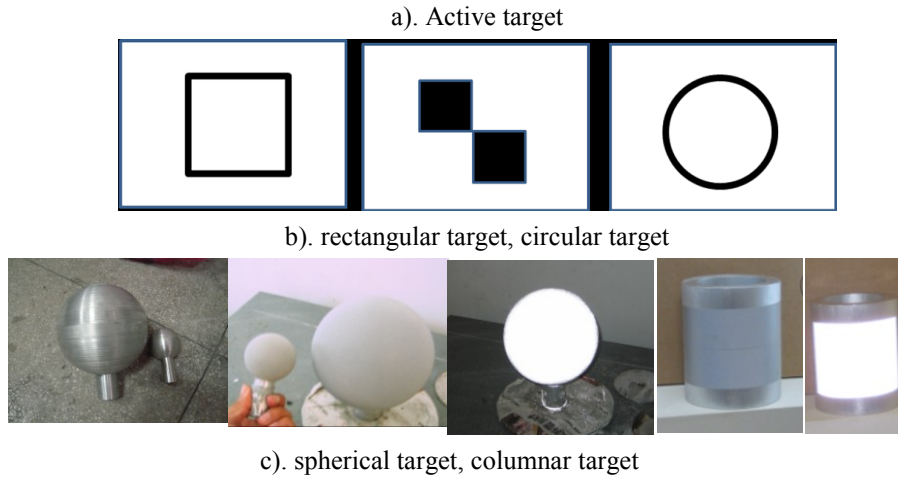 a). Active target
b). rectangular target, circular target
c). spherical target, columnar target